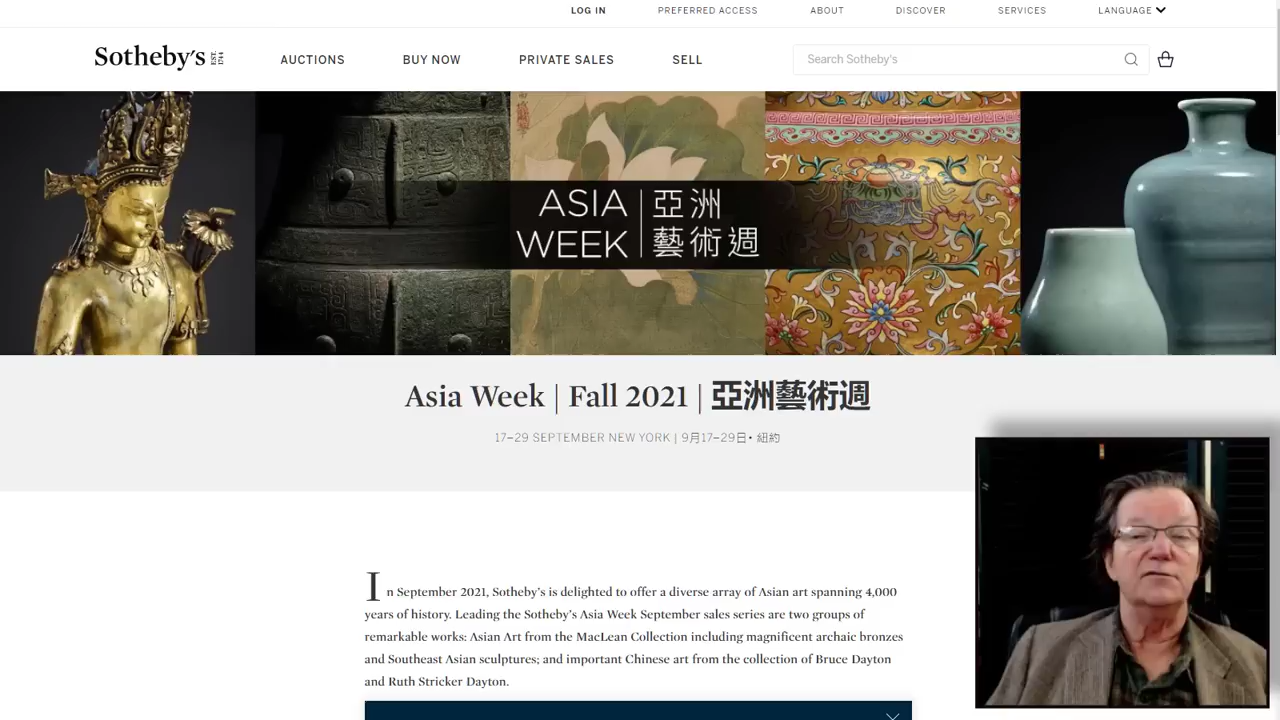 LOG IN PREFERRED ACCESS ABOUT DISCOVER SERVICES LANGUAGE
Sotheby's EST. 1744
AUCTIONS BUY NOW PRIVATE SALES SELL
Search Sotheby's
ASIA
WEEK
亞洲
藝術週
Asia Week | Fall 2021 | 亞洲藝術週
17–29 SEPTEMBER NEW YORK | 9月17–29日• 紐約
In September 2021, Sotheby's is delighted to offer a diverse array of Asian art spanning 4,000
years of history. Leading the Sotheby's Asia Week September sales series are two groups of
remarkable works: Asian Art from the MacLean Collection including magnificent archaic bronzes
and Southeast Asian sculptures; and important Chinese art from the collection of Bruce Dayton
and Ruth Stricker Dayton.